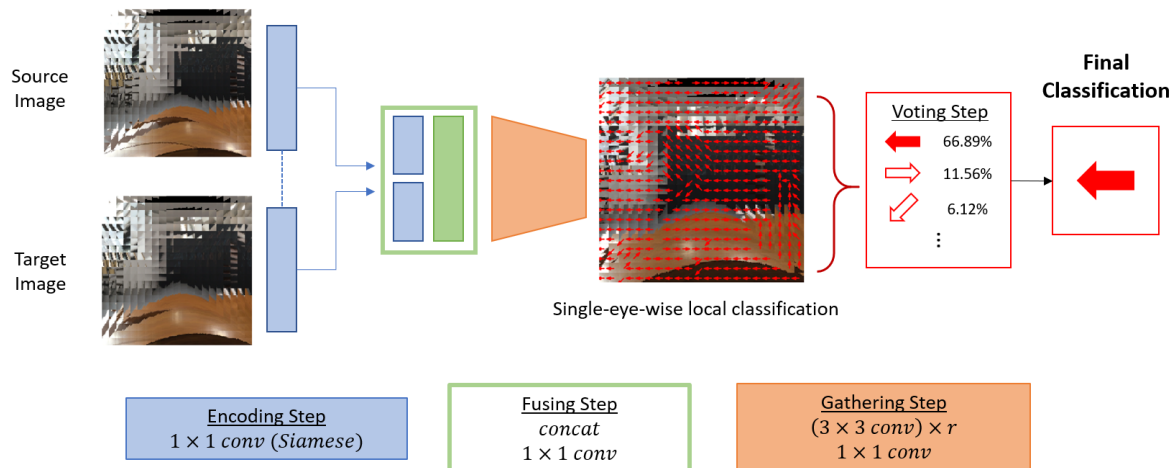 Source
Image
Target
Image
Single-eye-wise local classification
Voting Step
66.89%
11.56%
6.12%
⋮
Final
Classification
Encoding Step
1 × 1 conv (Siamese)
Fusing Step
concat
1 × 1 conv
Gathering Step
(3 × 3 conv) × r
1 × 1 conv